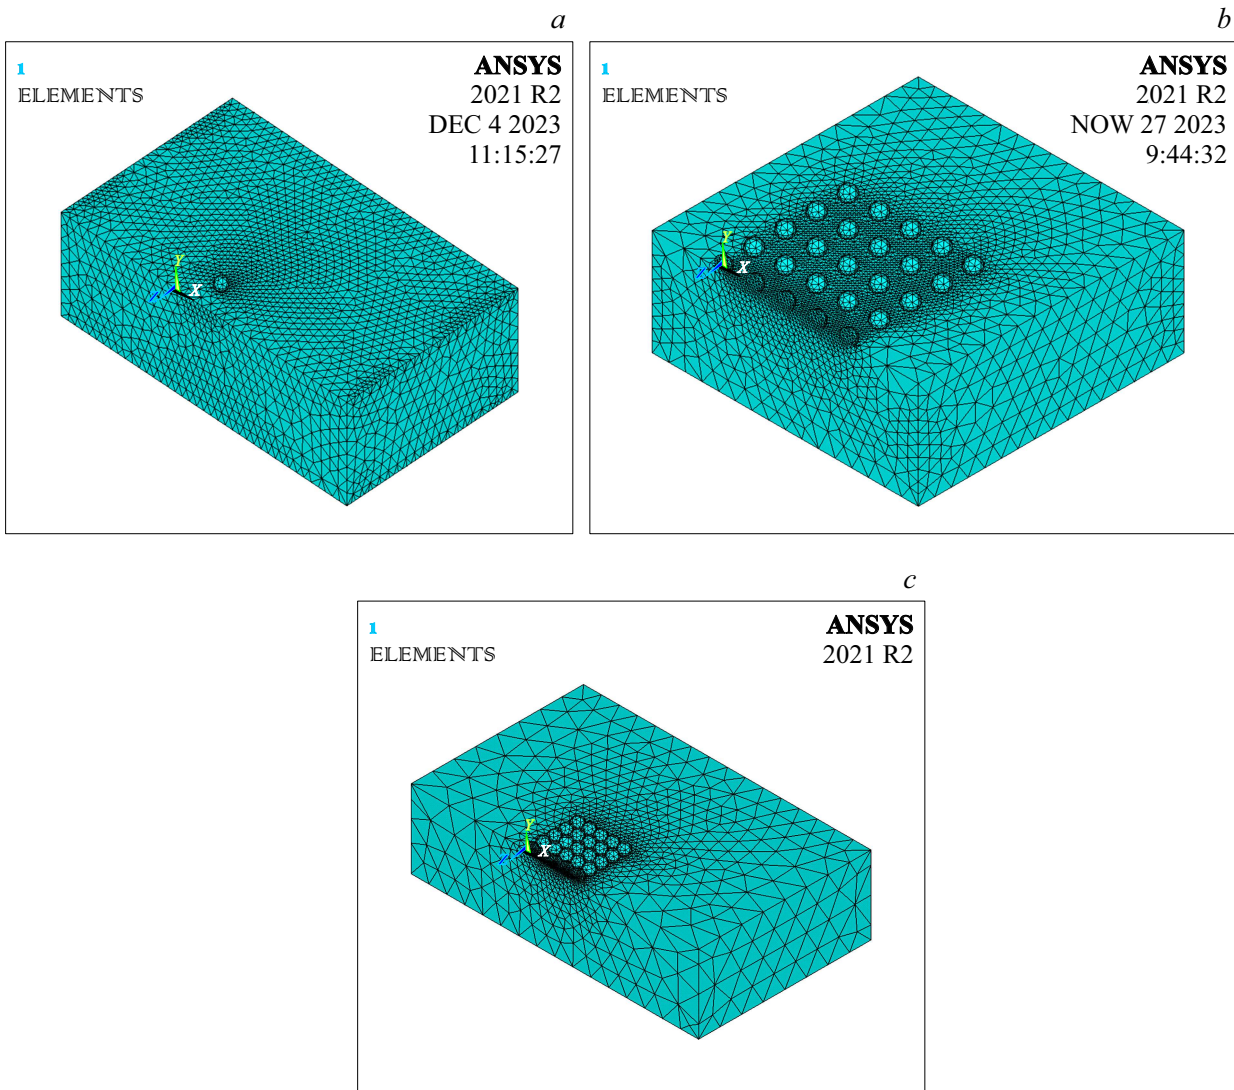 a
1
ELEMENTS
ANSYS
2021 R2
DEC 4 2023
11:15:27
Y
X
b
1
ELEMENTS
ANSYS
2021 R2
NOW 27 2023
9:44:32
Y
X
c
1
ELEMENTS
ANSYS
2021 R2
Y
X